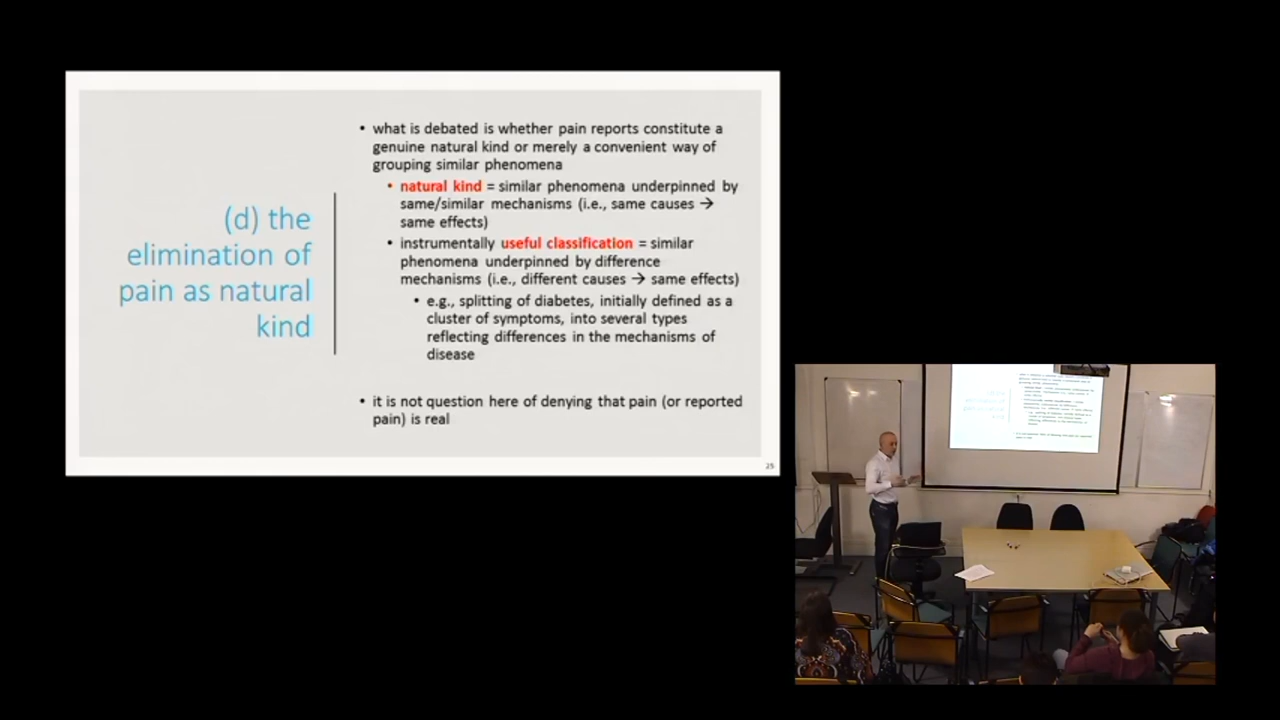 (d) the
elimination of
pain as natural
kind
• what is debated is whether pain reports constitute a
genuine natural kind or merely a convenient way of
grouping similar phenomena
• natural kind = similar phenomena underpinned by
same/similar mechanisms (i.e., same causes →
same effects)
• instrumentally useful classification = similar
phenomena underpinned by difference
mechanisms (i.e., different causes → same effects)
• e.g., splitting of diabetes, initially defined as a
cluster of symptoms, into several types
reflecting differences in the mechanisms of
disease
• it is not question here of denying that pain (or reported
pain) is real
25